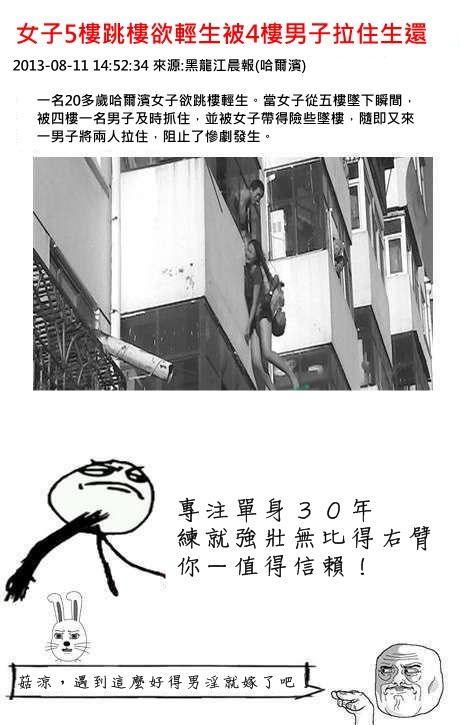 女子5樓跳樓欲輕生被4樓男子拉住生還
2013-08-11 14:52:34 來源:黑龍江晨報(哈爾濱)
一名20多歲哈爾濱女子欲跳樓輕生。當女子從五樓墜下瞬間，
被四樓一名男子及時抓住，並被女子帶得險些墜樓，隨即又來
一男子將兩人拉住，阻止了慘劇發生。
專注單身３０年
練就強壯無比得右臂
你一值得信賴！
菇涼，遇到這麼好得男淫就嫁了吧